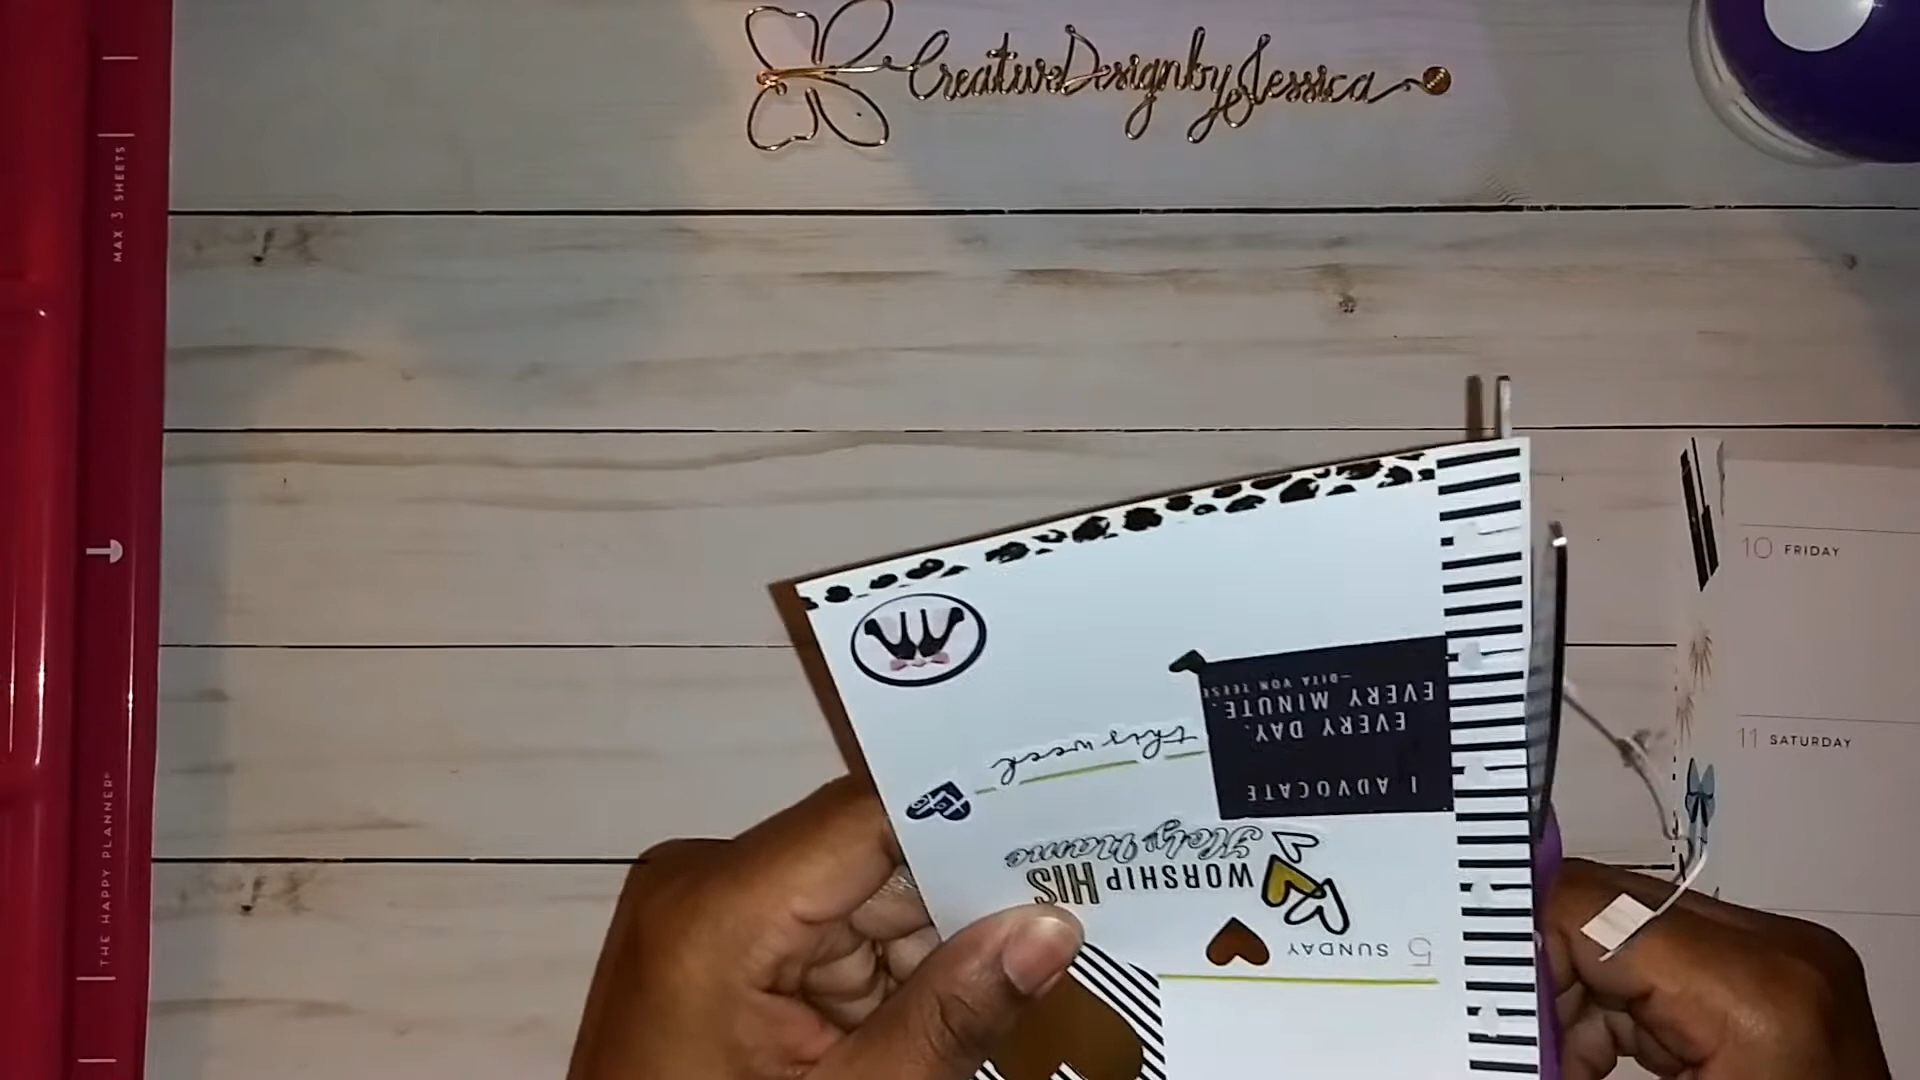 CreativeDesignbyJessica
MAX 3 SHEETS
THE HAPPY PLANNER®
10 FRIDAY
11 SATURDAY
5 SUNDAY
WORSHIP HIS
Holy Name
this week
I ADVOCATE
EVERY DAY.
EVERY MINUTE.
—DITA VON TEESE